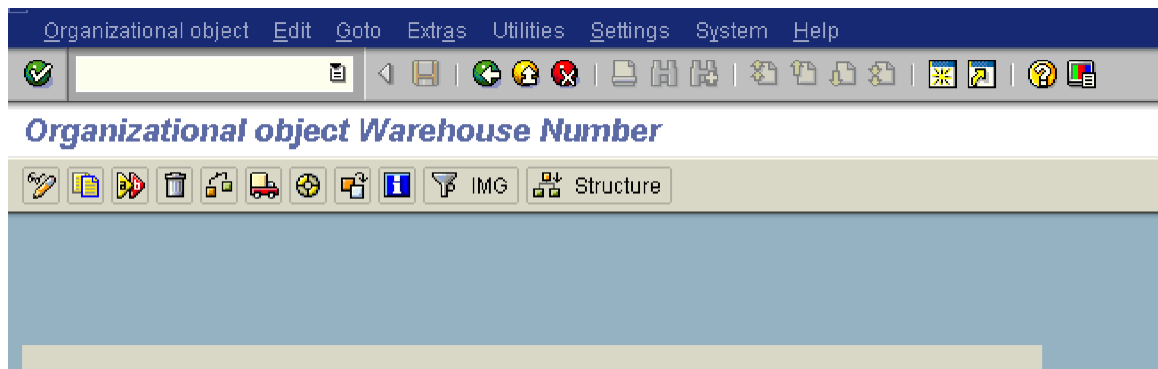 Organizational object Edit Goto Extras Utilities Settings System Help
Organizational object Warehouse Number
IMG Structure